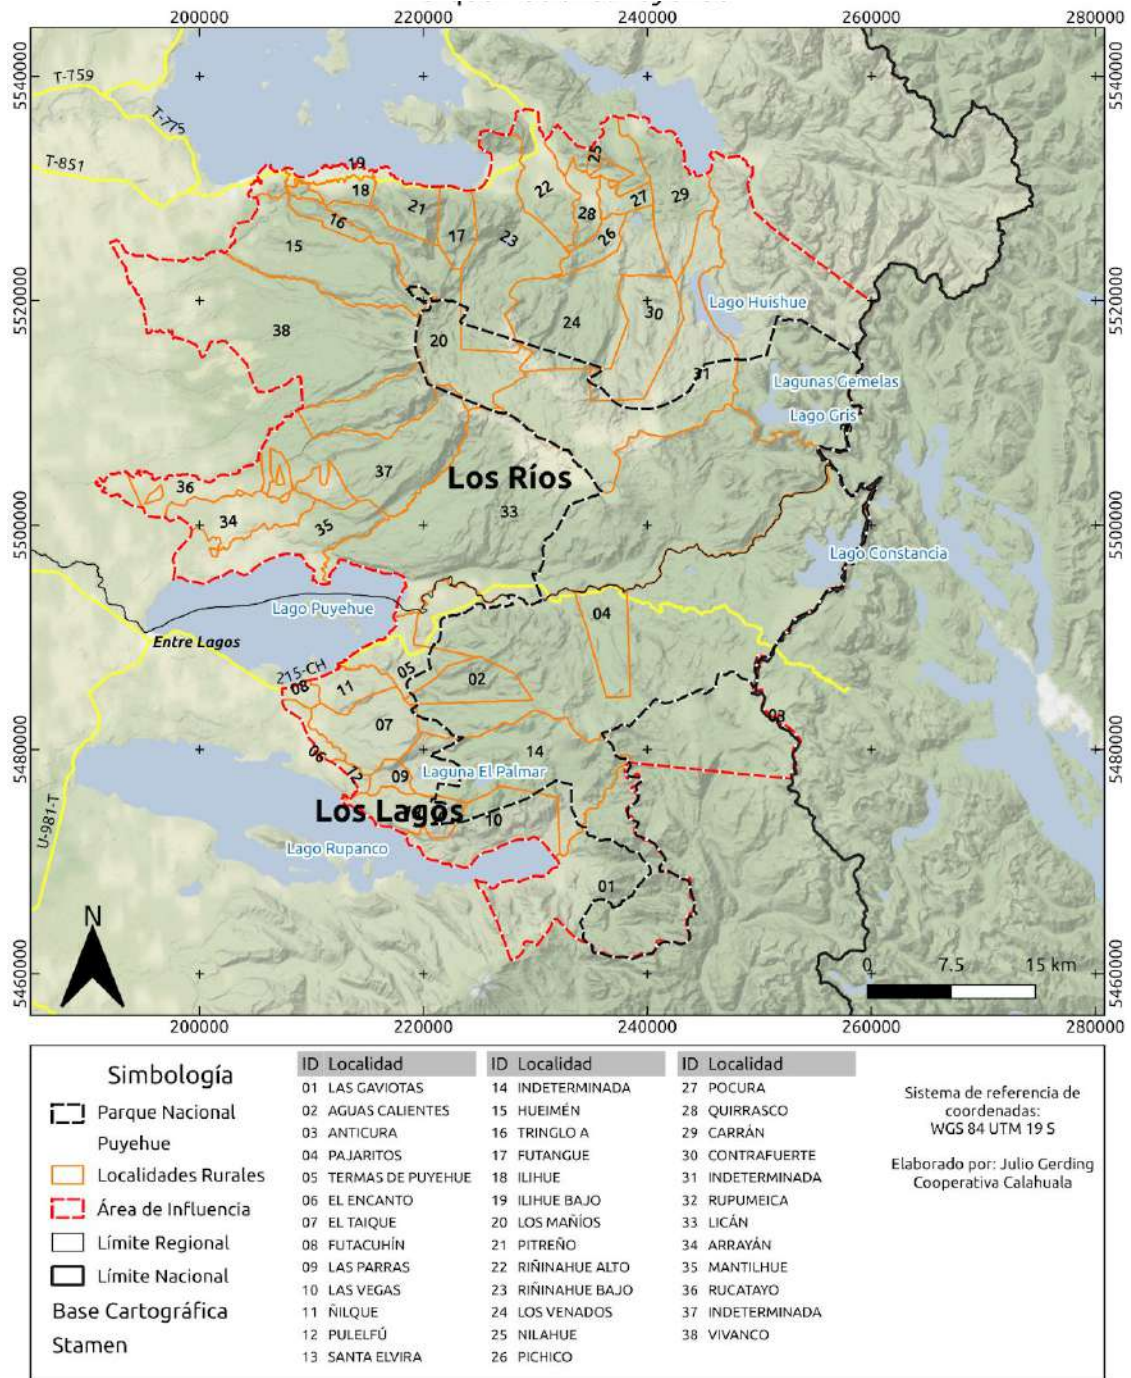 200000 220000 240000 260000 280000
5540000 5540000
T-759
T-775
T-851
19
18
25
22
27
29
21
16
28
17
23
26
15
5520000 5520000
Lago Huishue
30
24
38
20
31
Lagunas Gemelas
Lago Gris
37
Los Ríos
36
33
34
35
5500000 5500000
Lago Constancia
Lago Puyehue
04
Entre Lagos
215-CH
05
02
08
11
03
07
06
14
5480000 5480000
12
09
Laguna El Palmar
Los Lagos
10
U-981-T
Lago Rupanco
01
N
0 7.5 15 km
5460000 5460000
200000 220000 240000 260000 280000
Simbología
Parque Nacional
Puyehue
Localidades Rurales
Área de Influencia
Límite Regional
Límite Nacional
Base Cartográfica
Stamen
ID Localidad
01 LAS GAVIOTAS
02 AGUAS CALIENTES
03 ANTICURA
04 PAJARITOS
05 TERMAS DE PUYEHUE
06 EL ENCANTO
07 EL TAIQUE
08 FUTACUHÍN
09 LAS PARRAS
10 LAS VEGAS
11 ÑILQUE
12 PULELFÚ
13 SANTA ELVIRA
ID Localidad
14 INDETERMINADA
15 HUEIMÉN
16 TRINGLO A
17 FUTANGUE
18 ILIHUE
19 ILIHUE BAJO
20 LOS MAÑÍOS
21 PITREÑO
22 RIÑINAHUE ALTO
23 RIÑINAHUE BAJO
24 LOS VENADOS
25 NILAHUE
26 PICHICO
ID Localidad
27 POCURA
28 QUIRRASCO
29 CARRÁN
30 CONTRAFUERTE
31 INDETERMINADA
32 RUPUMEICA
33 LICÁN
34 ARRAYÁN
35 MANTILHUE
36 RUCATAYO
37 INDETERMINADA
38 VIVANCO
Sistema de referencia de
coordenadas:
WGS 84 UTM 19 S
Elaborado por: Julio Gerding
Cooperativa Calahuala